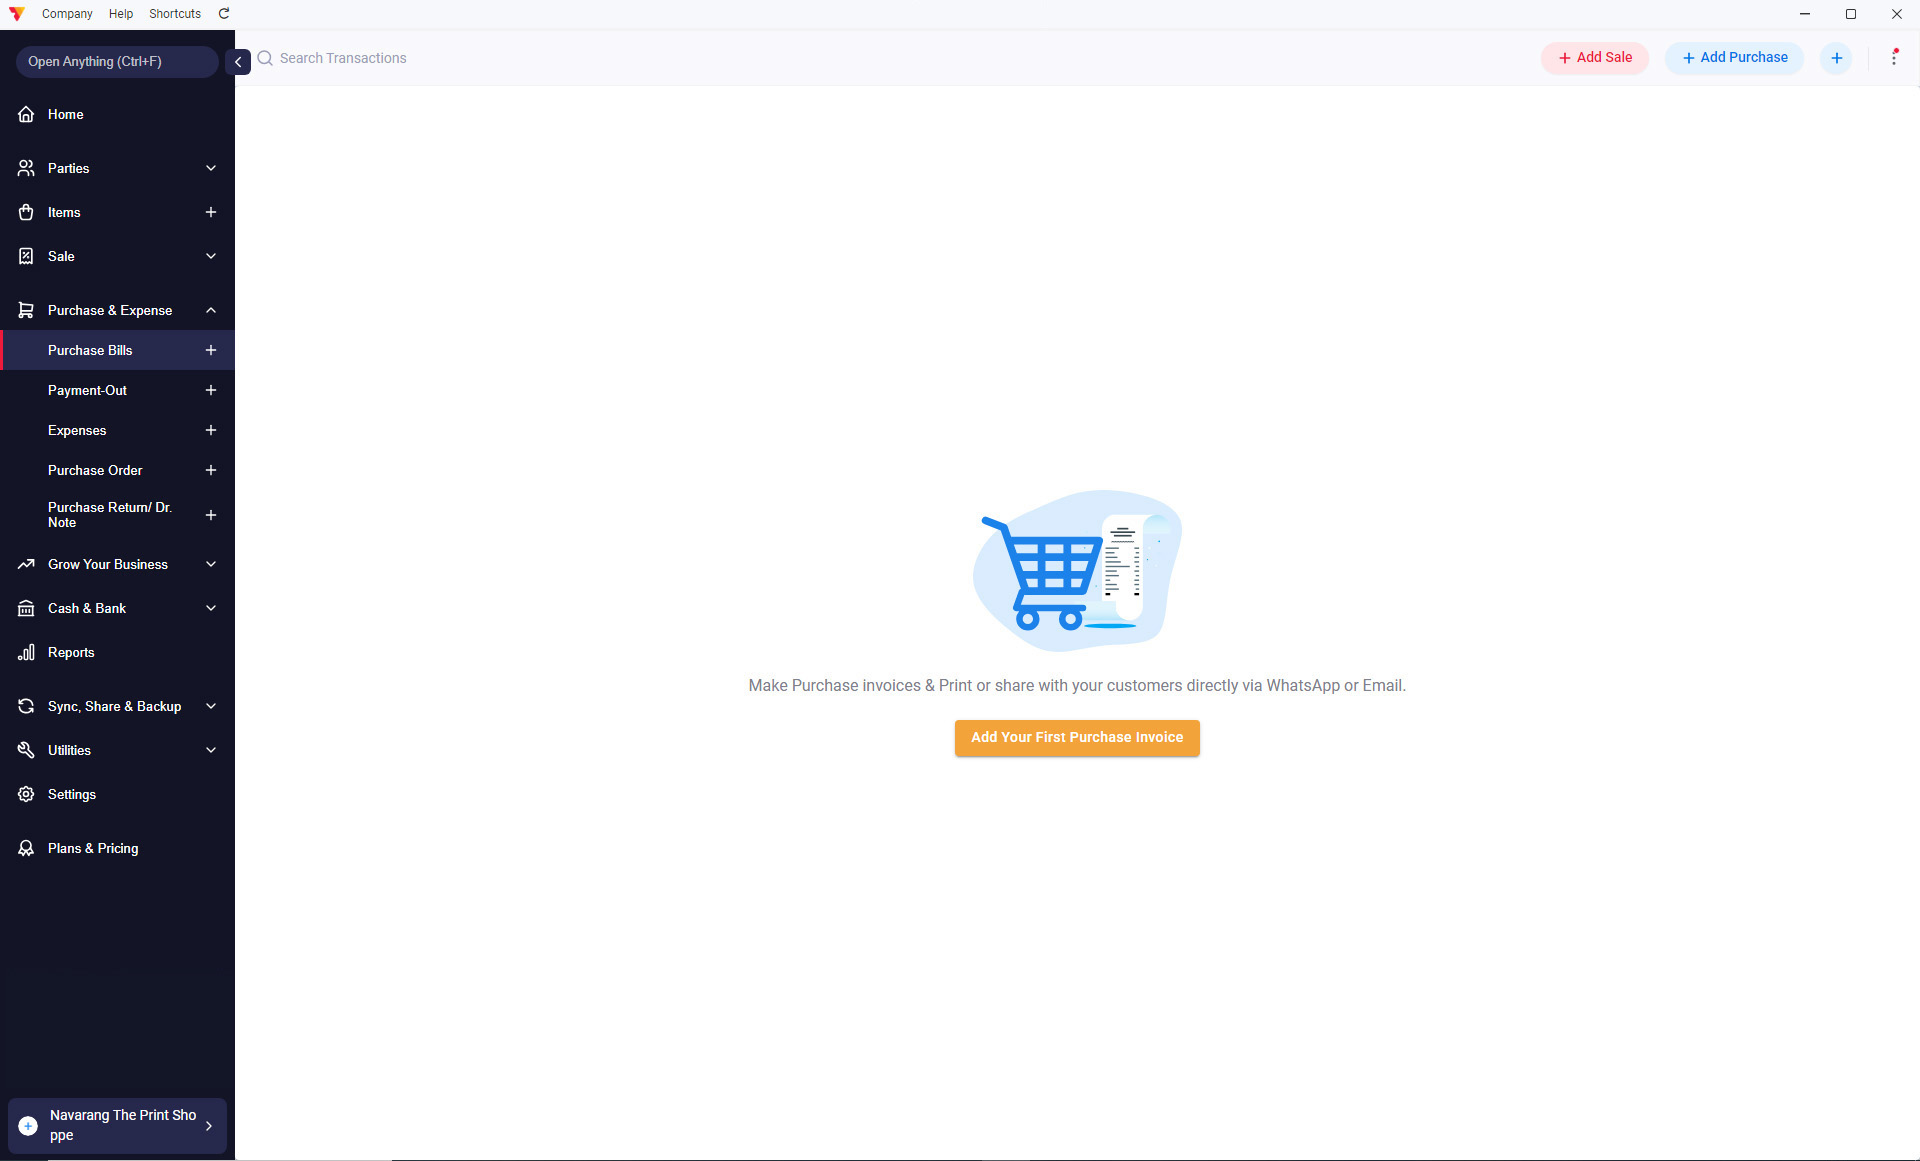 Company Help Shortcuts
Open Anything (Ctrl+F)
Search Transactions
Add Sale
Add Purchase
Home
Parties
Items
Sale
Purchase & Expense
Purchase Bills
Payment-Out
Expenses
Purchase Order
Purchase Return/ Dr.
Note
Grow Your Business
Cash & Bank
Reports
Sync, Share & Backup
Utilities
Settings
Plans & Pricing
Make Purchase invoices & Print or share with your customers directly via WhatsApp or Email.
Add Your First Purchase Invoice
Navarang The Print Sho
ppe